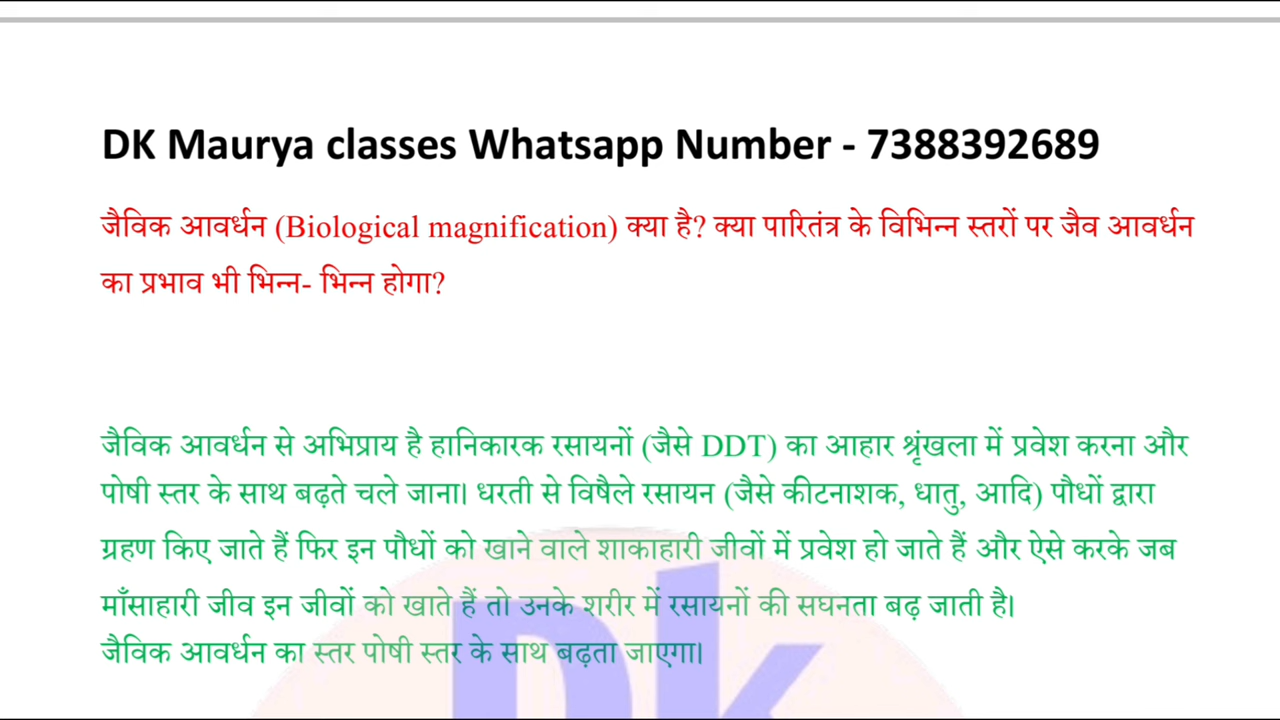 DK Maurya classes Whatsapp Number - 7388392689
जैविक आवर्धन (Biological magnification) क्या है? क्या पारितंत्र के विभिन्न स्तरों पर जैव आवर्धन
का प्रभाव भी भिन्न- भिन्न होगा?
जैविक आवर्धन से अभिप्राय है हानिकारक रसायनों (जैसे DDT) का आहार श्रृंखला में प्रवेश करना और
पोषी स्तर के साथ बढ़ते चले जाना। धरती से विषैले रसायन (जैसे कीटनाशक, धातु, आदि) पौधों द्वारा
ग्रहण किए जाते हैं फिर इन पौधों को खाने वाले शाकाहारी जीवों में प्रवेश हो जाते हैं और ऐसे करके जब
माँसाहारी जीव इन जीवों को खाते हैं तो उनके शरीर में रसायनों की सघनता बढ़ जाती है।
जैविक आवर्धन का स्तर पोषी स्तर के साथ बढ़ता जाएगा।
Dk